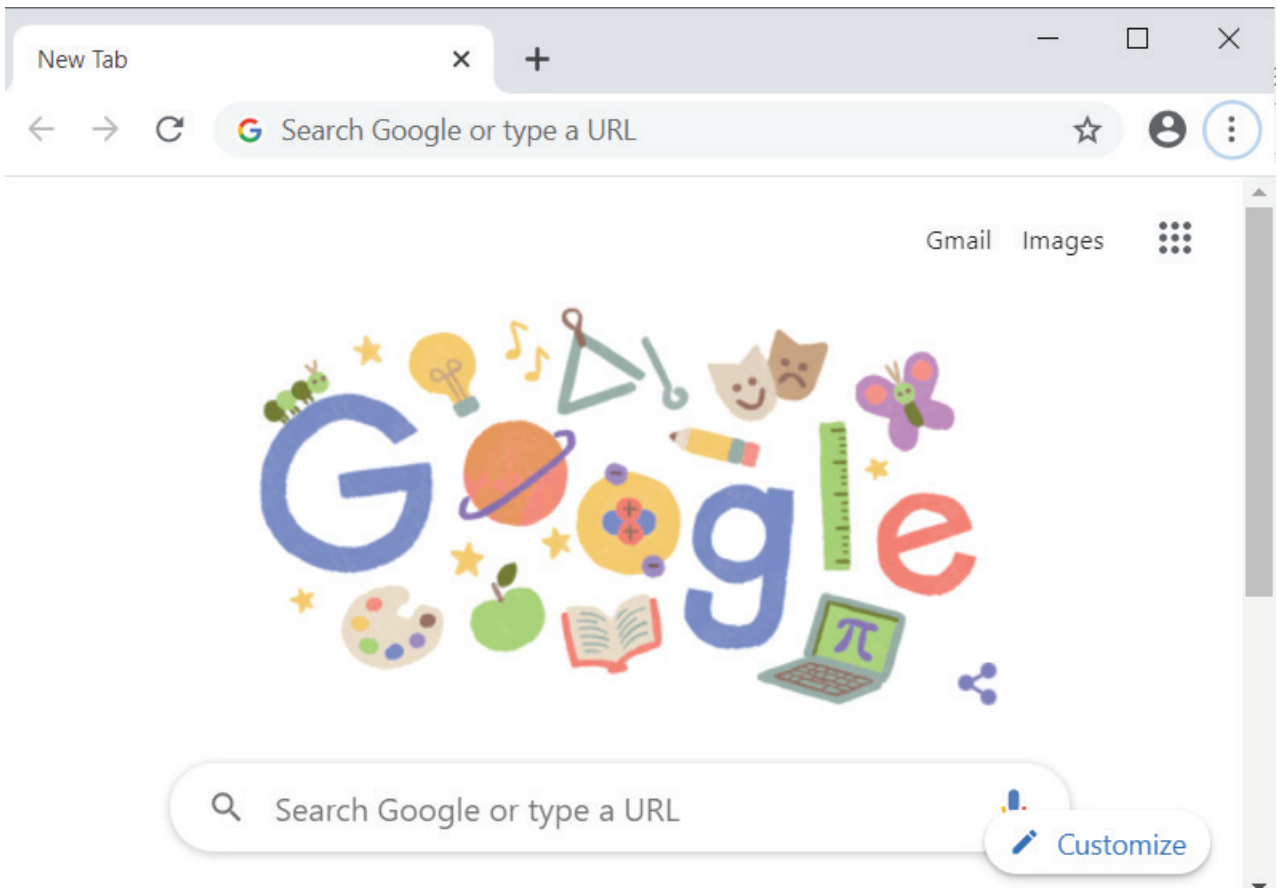 New Tab
Search Google or type a URL
Gmail Images
Google
π
Search Google or type a URL
Customize